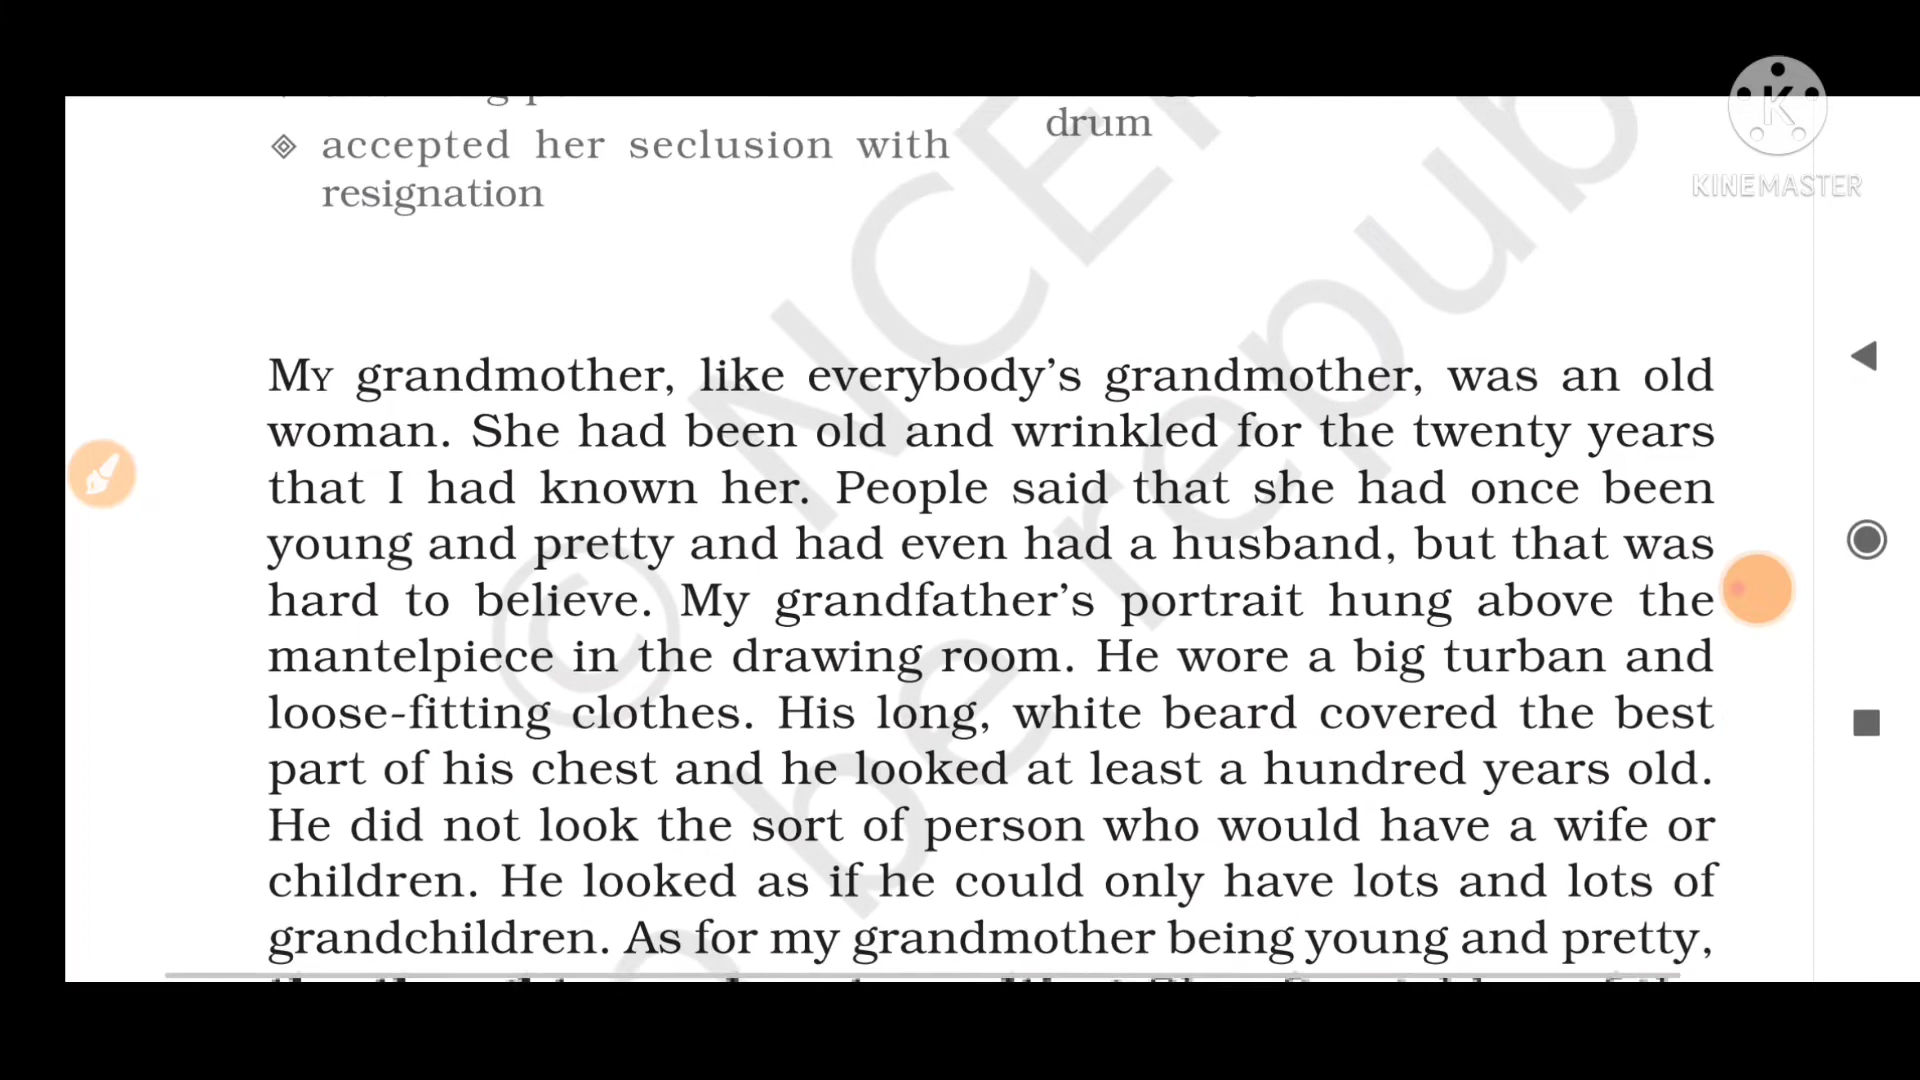 accepted her seclusion with
resignation
drum
KINEMASTER
My grandmother, like everybody's grandmother, was an old
woman. She had been old and wrinkled for the twenty years
that I had known her. People said that she had once been
young and pretty and had even had a husband, but that was
hard to believe. My grandfather's portrait hung above the
mantelpiece in the drawing room. He wore a big turban and
loose-fitting clothes. His long, white beard covered the best
part of his chest and he looked at least a hundred years old.
He did not look the sort of person who would have a wife or
children. He looked as if he could only have lots and lots of
grandchildren. As for my grandmother being young and pretty,
© NCER
be repub